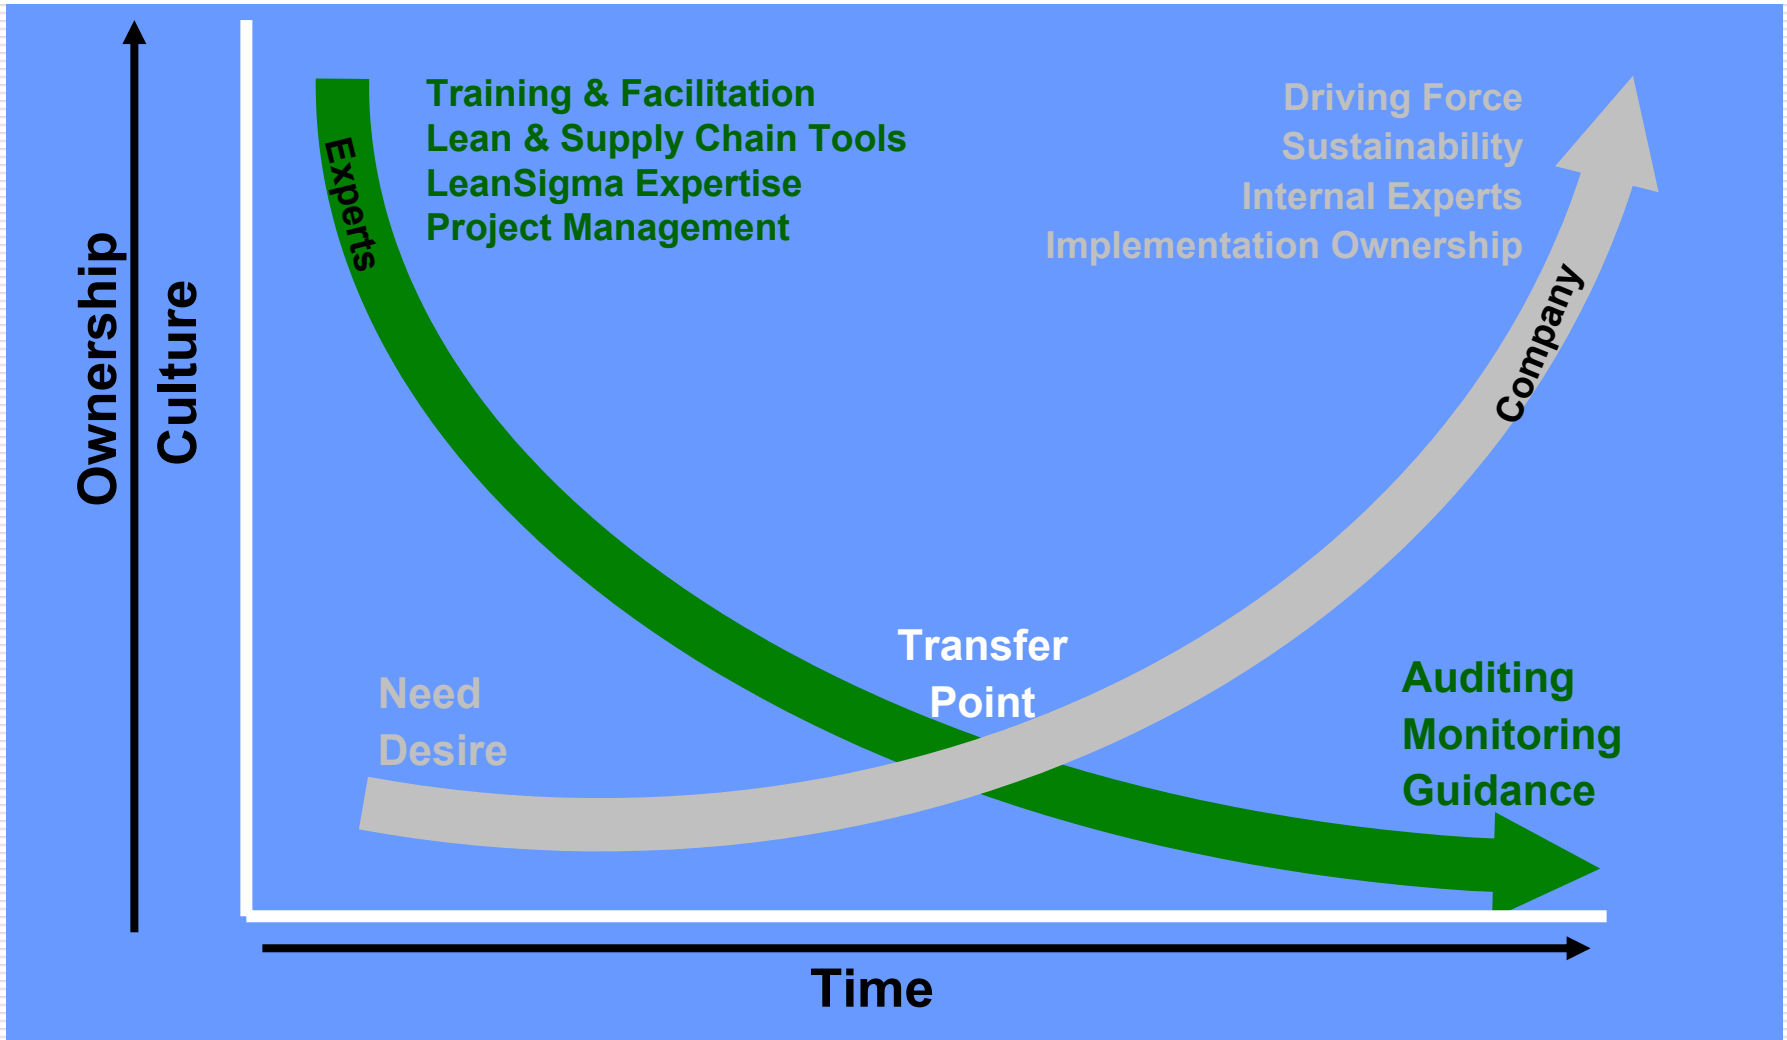 Ownership
Culture
Experts
Training & Facilitation
Lean & Supply Chain Tools
LeanSigma Expertise
Project Management
Driving Force
Sustainability
Internal Experts
Implementation Ownership
Company
Need
Desire
Transfer
Point
Auditing
Monitoring
Guidance
Time